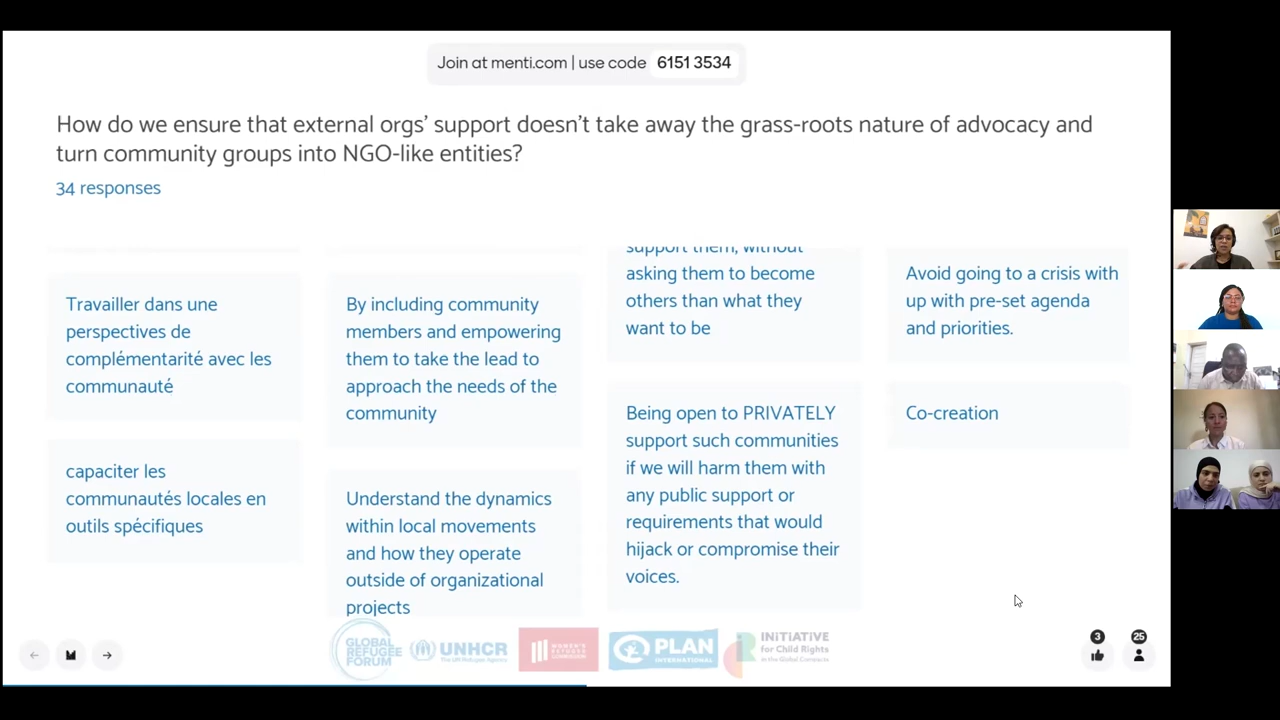 Join at menti.com | use code 6151 3534
How do we ensure that external orgs' support doesn't take away the grass-roots nature of advocacy and
turn community groups into NGO-like entities?
34 responses
Travailler dans une
perspectives de
complémentarité avec les
communauté
capaciter les
communautés locales en
outils spécifiques
By including community
members and empowering
them to take the lead to
approach the needs of the
community
Understand the dynamics
within local movements
and how they operate
outside of organizational
projects
support them, without
asking them to become
others than what they
want to be
Being open to PRIVATELY
support such communities
if we will harm them with
any public support or
requirements that would
hijack or compromise their
voices.
Avoid going to a crisis with
up with pre-set agenda
and priorities.
Co-creation
GLOBAL
REFUGEE
FORUM
UNHCR
The UN Refugee Agency
WOMEN'S
REFUGEE
COMMISSION
PLAN
INTERNATIONAL
INITIATIVE
for Child Rights
in the Global Compacts
3
25